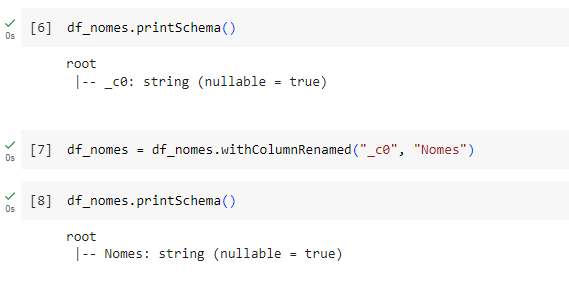 [6] df_nomes.printSchema()
0s
root
|-- _c0: string (nullable = true)
[7] df_nomes = df_nomes.withColumnRenamed("_c0", "Nomes")
0s
[8] df_nomes.printSchema()
0s
root
|-- Nomes: string (nullable = true)